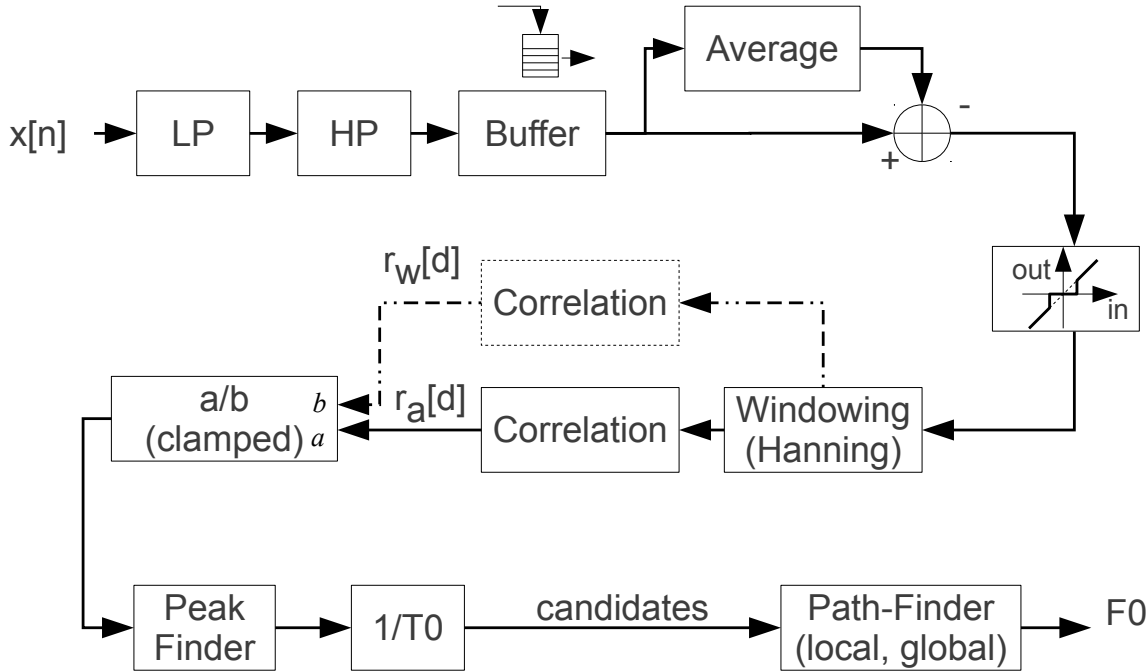 Average
-
x[n]
LP
HP
Buffer
+
out
in
r_w[d]
Correlation
a/b
b
(clamped)
a
r_a[d]
Correlation
Windowing
(Hanning)
Peak
Finder
1/T0
candidates
Path-Finder
(local, global)
F0